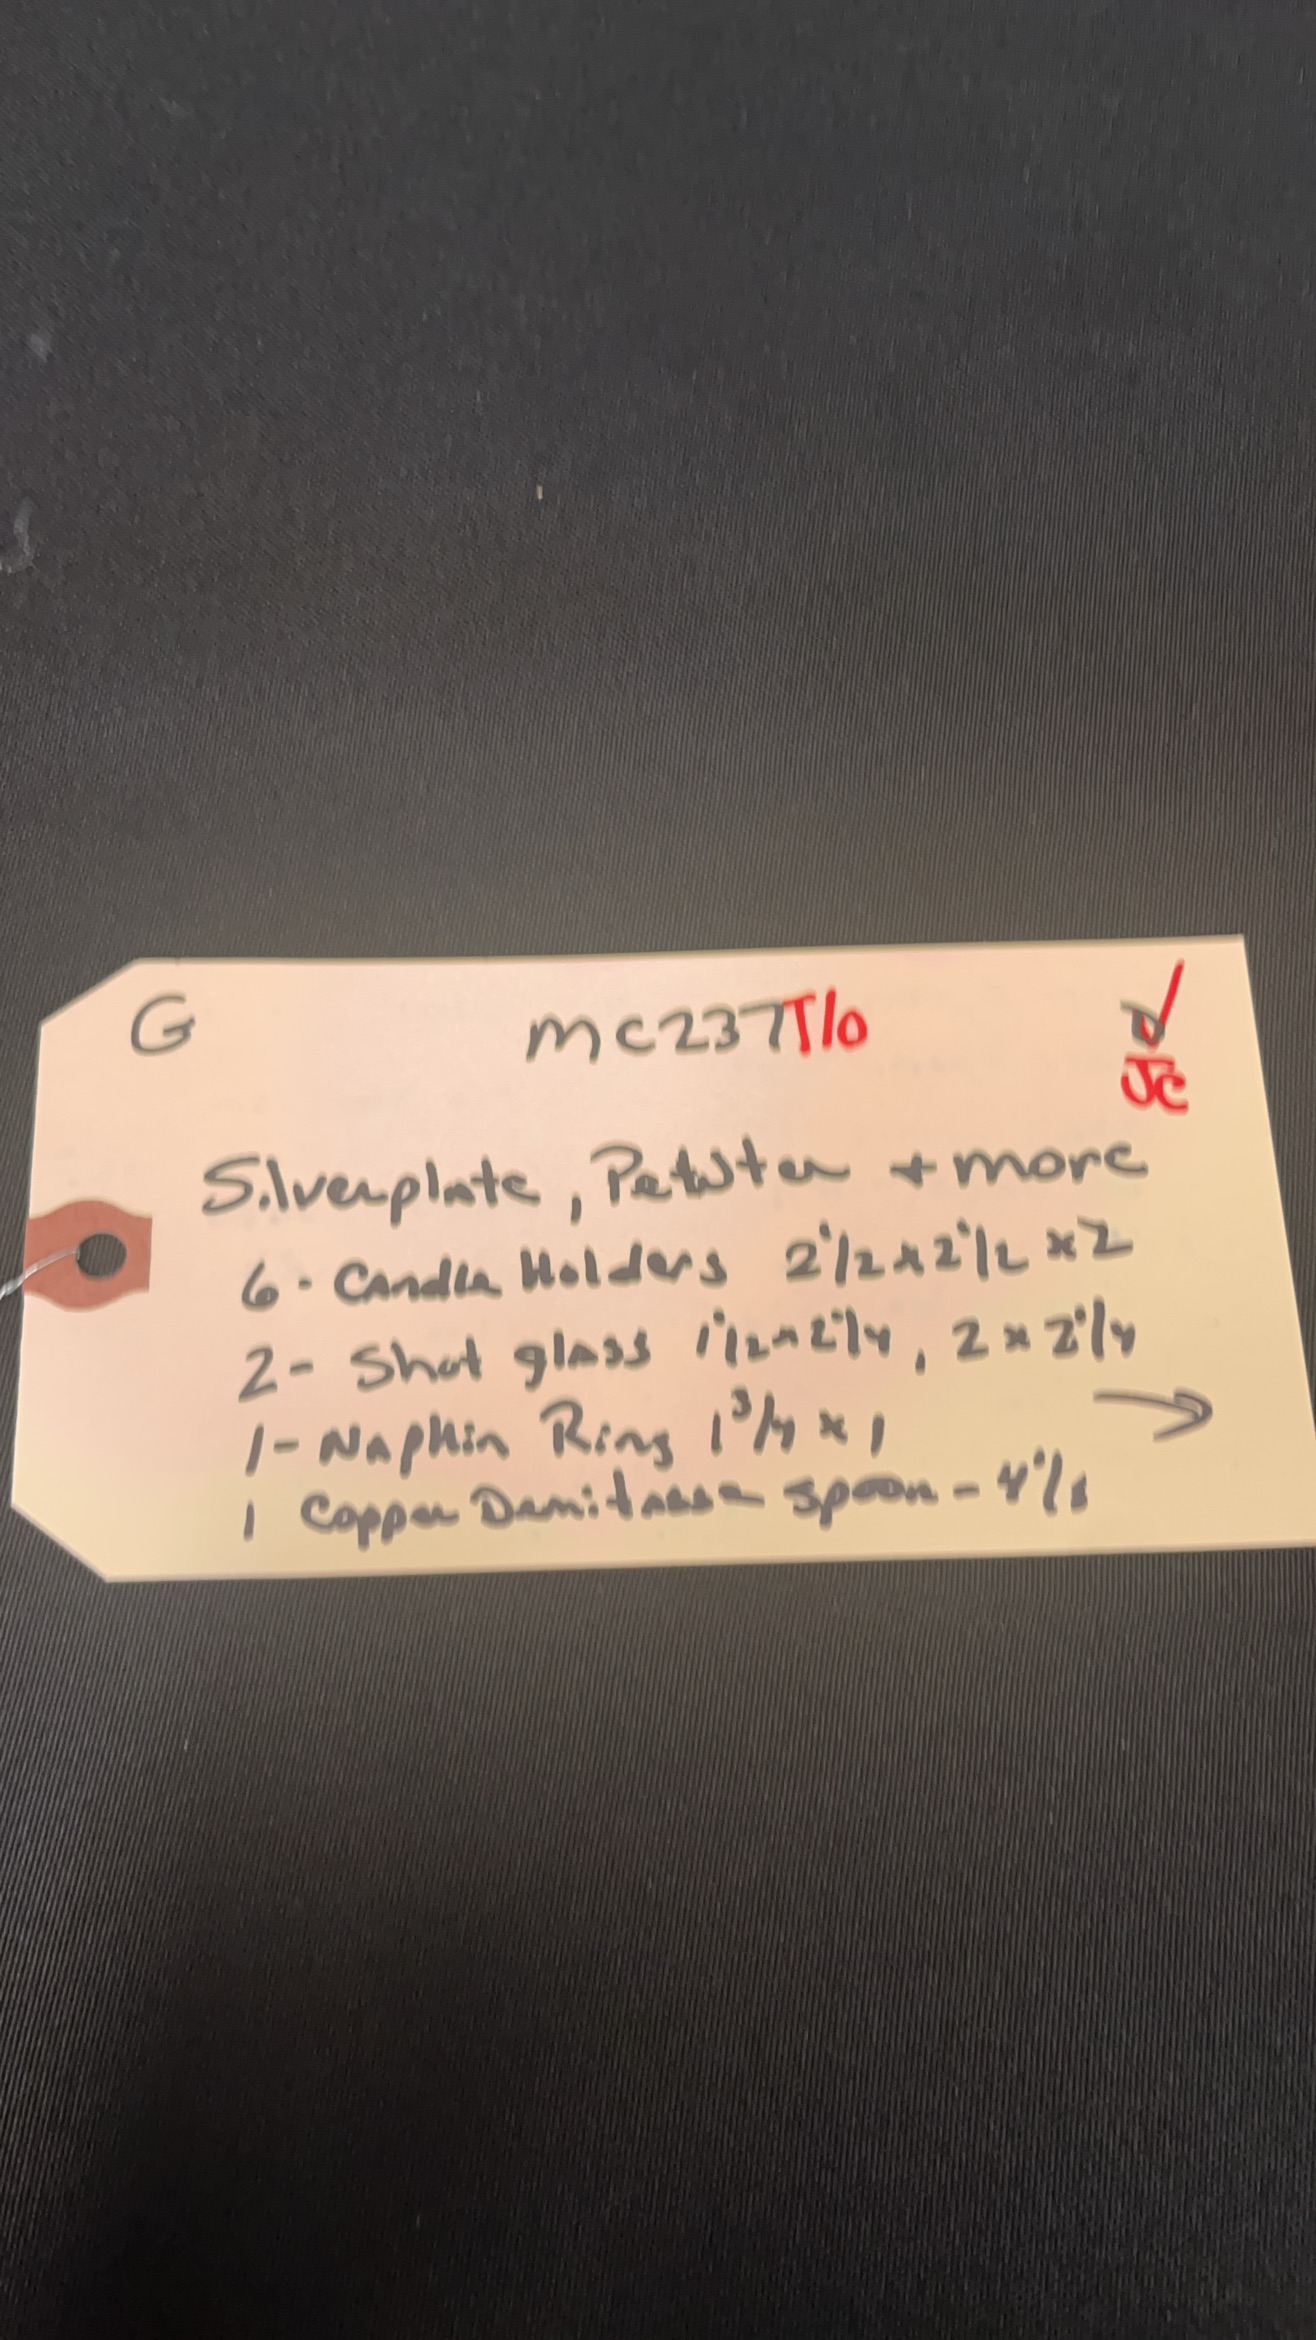 G mc237 T/o D ✓
JC
Silverplate, Pewter + more
6 - Candle Holders 2 1/2 x 2 1/2 x 2
2 - Shot glass 1 1/2 x 2 1/4, 2 x 2 1/4
1 - Napkin Ring 1 3/4 x 1 →
1 Copper Demitasse spoon - 4 1/8